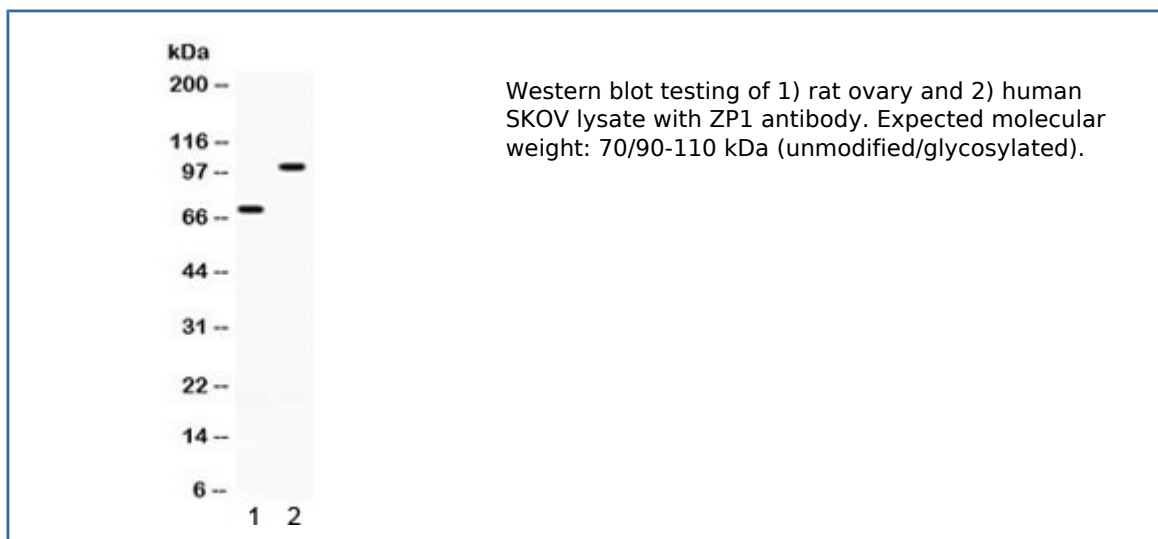 kDa
200 --
116 --
97 --
66 --
44 --
31 --
22 --
14 --
6 --
1 2
Western blot testing of 1) rat ovary and 2) human
SKOV lysate with ZP1 antibody. Expected molecular
weight: 70/90-110 kDa (unmodified/glycosylated).